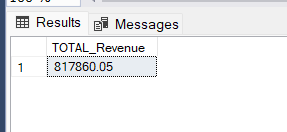 Results Messages
TOTAL_Revenue
1 817860.05